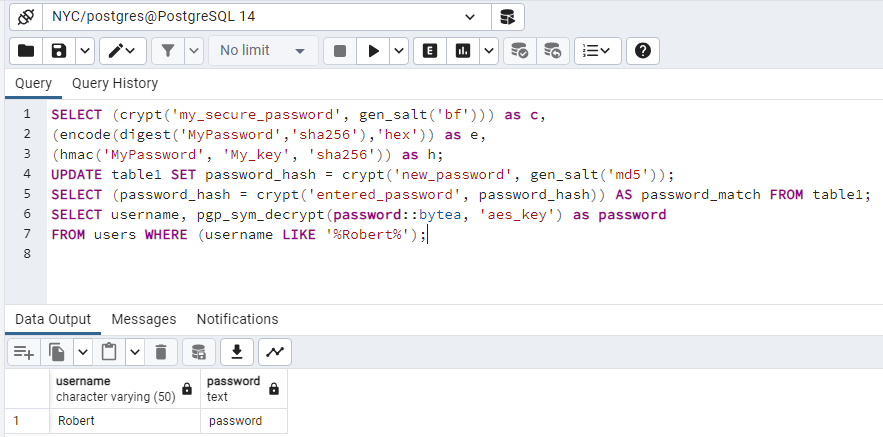 NYC/postgres@PostgreSQL 14
No limit
E
Query Query History
1 SELECT (crypt('my_secure_password', gen_salt('bf'))) as c,
2 (encode(digest('MyPassword','sha256'),'hex')) as e,
3 (hmac('MyPassword', 'My_key', 'sha256')) as h;
4 UPDATE table1 SET password_hash = crypt('new_password', gen_salt('md5'));
5 SELECT (password_hash = crypt('entered_password', password_hash)) AS password_match FROM table1;
6 SELECT username, pgp_sym_decrypt(password::bytea, 'aes_key') as password
7 FROM users WHERE (username LIKE '%Robert%');
8
Data Output Messages Notifications
username password
character varying (50) text
1 Robert password